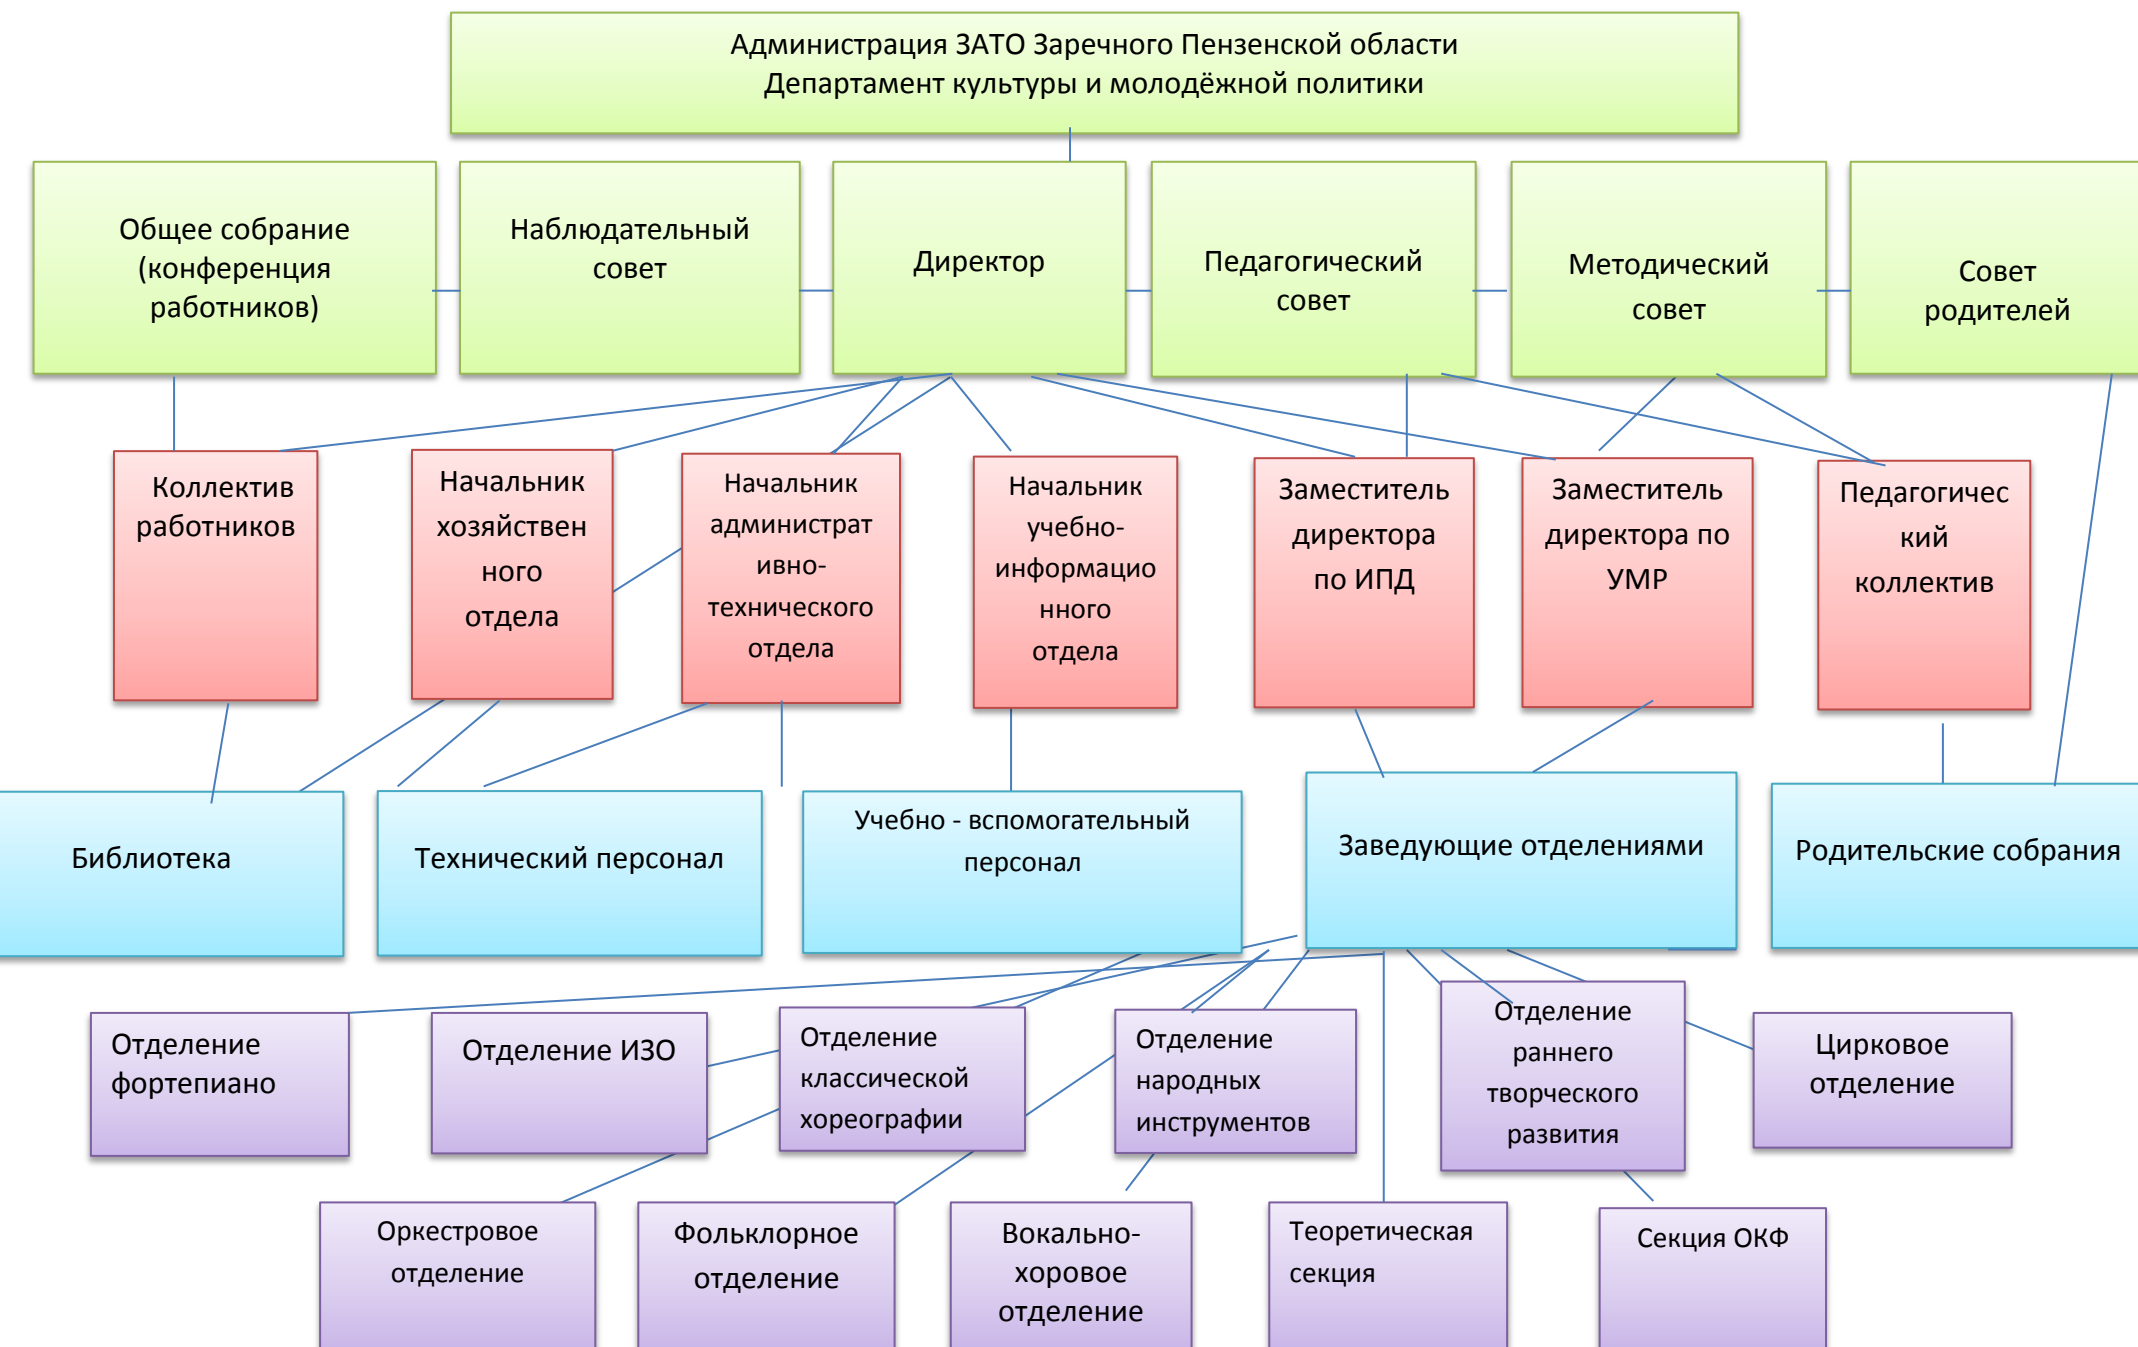 Администрация ЗАТО Заречного Пензенской области
Департамент культуры и молодёжной политики
Общее собрание
(конференция
работников)
Наблюдательный
совет
Директор
Педагогический
совет
Методический
совет
Совет
родителей
Коллектив
работников
Начальник
хозяйствен
ного
отдела
Начальник
администрат
ивно-
технического
отдела
Начальник
учебно-
информацио
нного
отдела
Заместитель
директора
по ИПД
Заместитель
директора по
УМР
Педагогичес
кий
коллектив
Библиотека
Технический персонал
Учебно - вспомогательный
персонал
Заведующие отделениями
Родительские собрания
Отделение
фортепиано
Отделение ИЗО
Отделение
классической
хореографии
Отделение
народных
инструментов
Отделение
раннего
творческого
развития
Цирковое
отделение
Оркестровое
отделение
Фольклорное
отделение
Вокально-
хоровое
отделение
Теоретическая
секция
Секция ОКФ